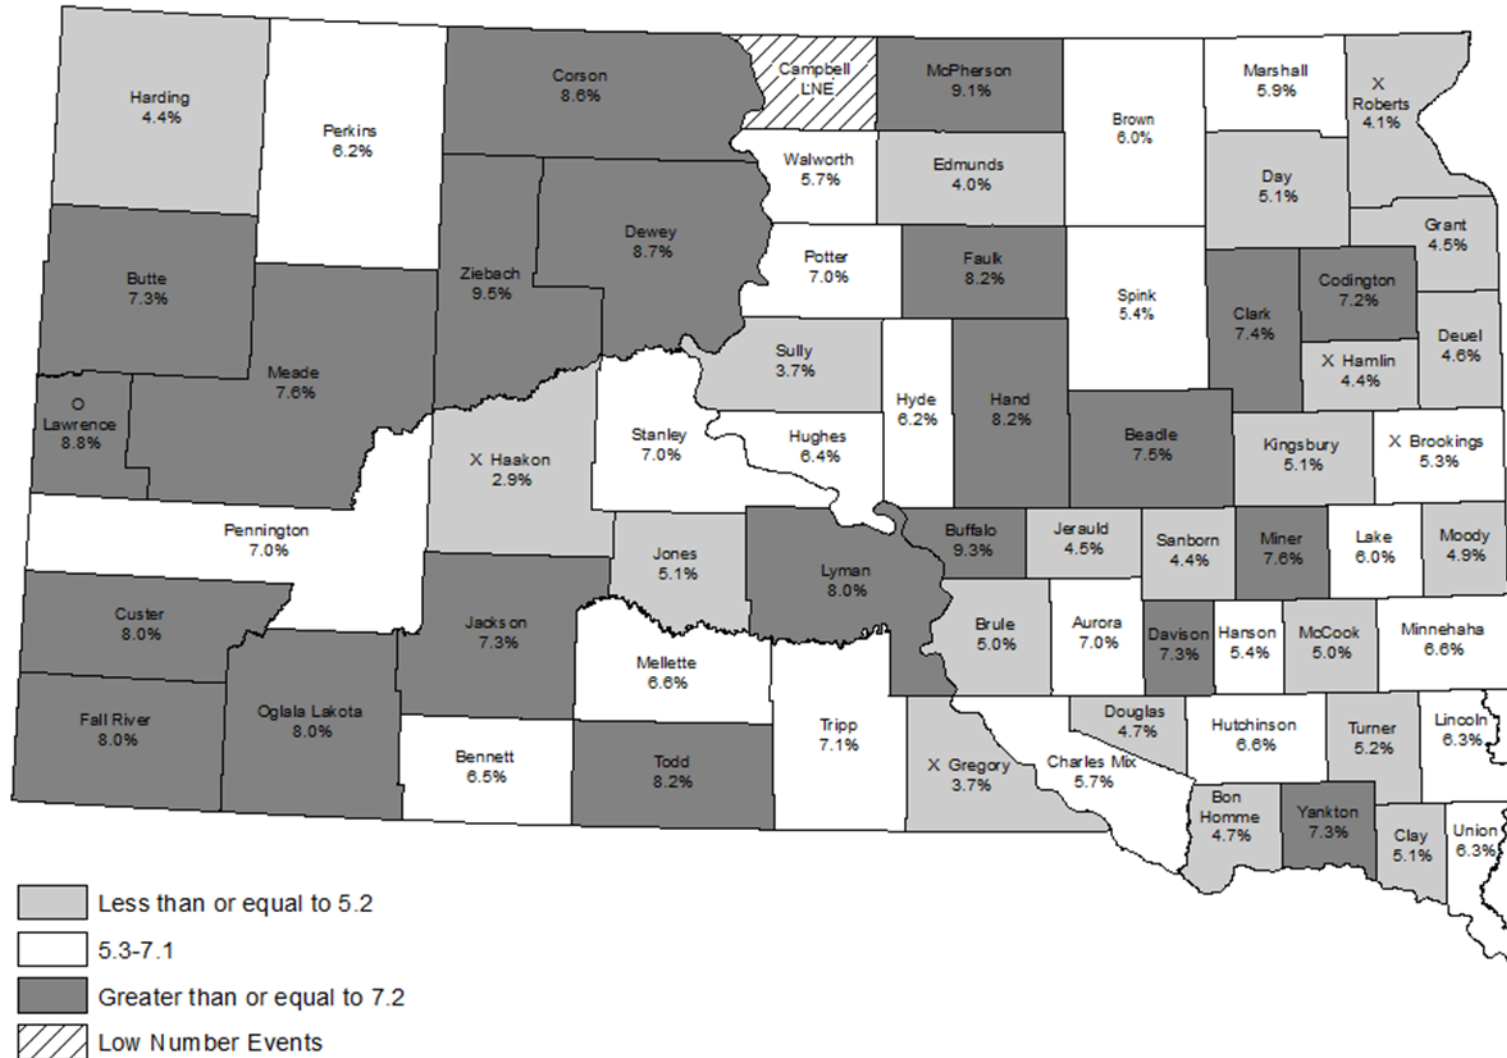 Harding
4.4%
Perkins
6.2%
Corson
8.6%
Campbell
LNE
McPherson
9.1%
Brown
6.0%
Marshall
5.9%
X
Roberts
4.1%
Walworth
5.7%
Edmunds
4.0%
Day
5.1%
Grant
4.5%
Butte
7.3%
Ziebach
9.5%
Dewey
8.7%
Potter
7.0%
Faulk
8.2%
Spink
5.4%
Clark
7.4%
Codington
7.2%
Deuel
4.6%
Meade
7.6%
Sully
3.7%
X Hamlin
4.4%
O
Lawrence
8.8%
X Haakon
2.9%
Stanley
7.0%
Hughes
6.4%
Hyde
6.2%
Hand
8.2%
Beadle
7.5%
Kingsbury
5.1%
X Brookings
5.3%
Pennington
7.0%
Jones
5.1%
Lyman
8.0%
Buffalo
9.3%
Jerauld
4.5%
Sanborn
4.4%
Miner
7.6%
Lake
6.0%
Moody
4.9%
Custer
8.0%
Jackson
7.3%
Mellette
6.6%
Brule
5.0%
Aurora
7.0%
Davison
7.3%
Hanson
5.4%
McCook
5.0%
Minnehaha
6.6%
Fall River
8.0%
Oglala Lakota
8.0%
Bennett
6.5%
Todd
8.2%
Tripp
7.1%
X Gregory
3.7%
Charles Mix
5.7%
Douglas
4.7%
Hutchinson
6.6%
Turner
5.2%
Lincoln
6.3%
Bon
Homme
4.7%
Yankton
7.3%
Clay
5.1%
Union
6.3%
Less than or equal to 5.2
5.3-7.1
Greater than or equal to 7.2
Low Number Events